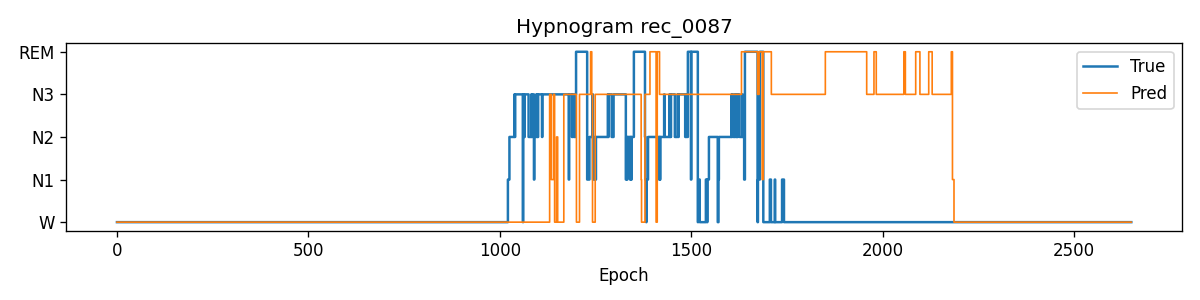 Hypnogram rec_0087
REM
N3
N2
N1
W
True
Pred
0
500
1000
1500
2000
2500
Epoch